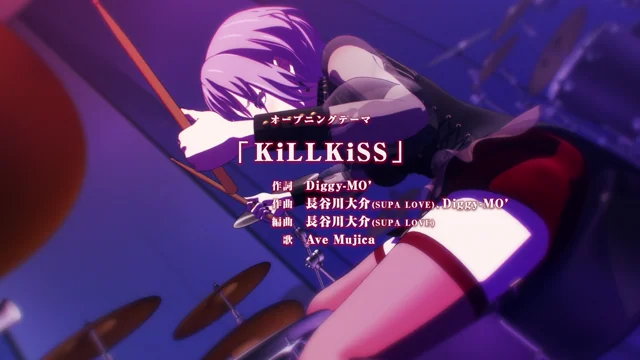 オープニングテーマ
「KiLLKiSS」
作詞 Diggy-MO'
作曲 長谷川大介(SUPA LOVE)、Diggy-MO'
編曲 長谷川大介(SUPA LOVE)
歌 Ave Mujica